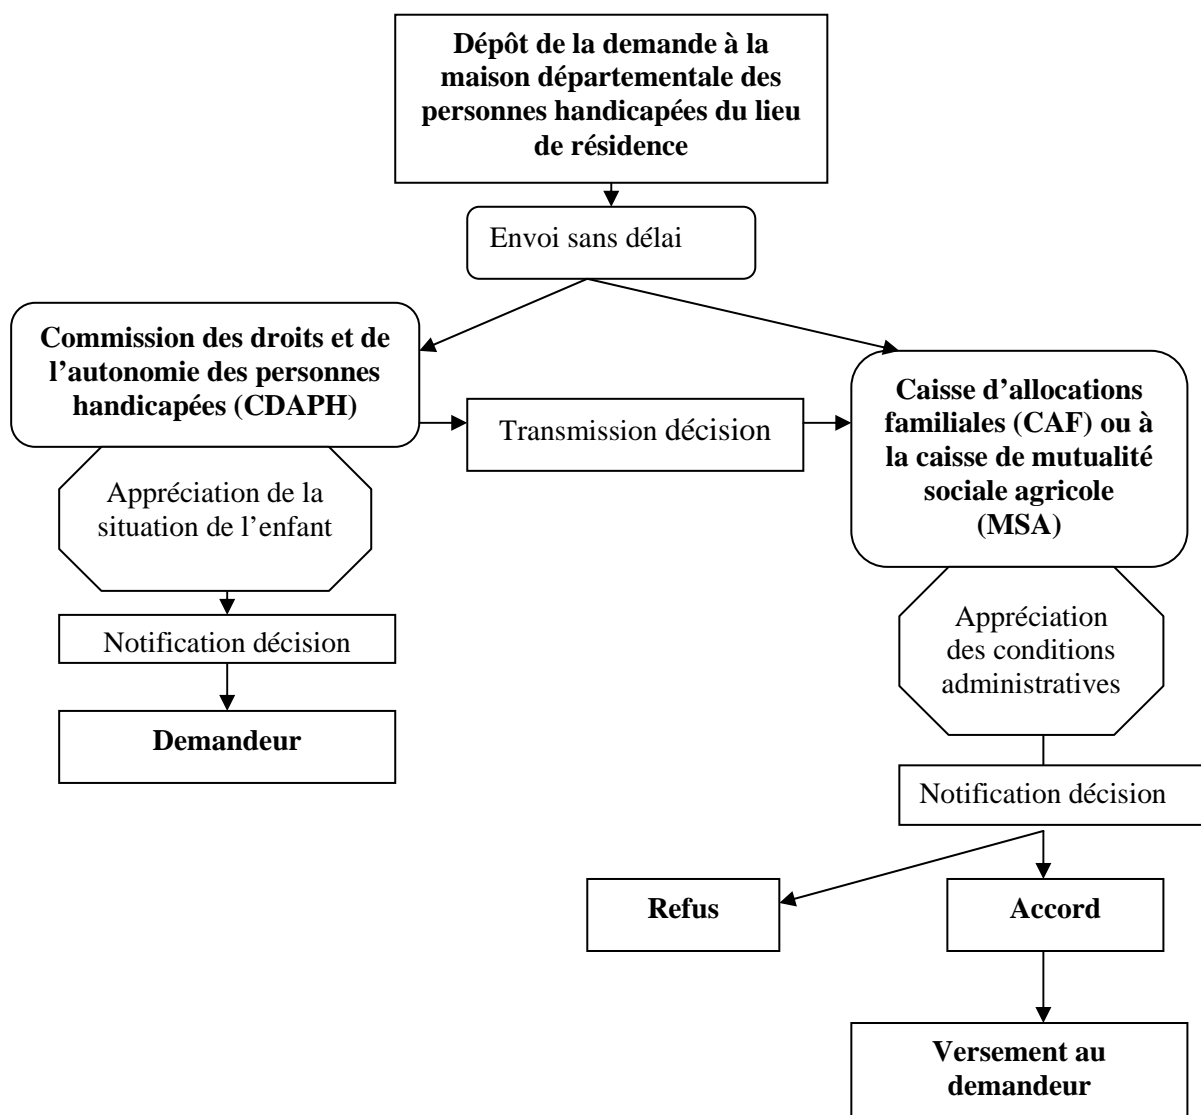 Dépôt de la demande à la
maison départementale des
personnes handicapées du lieu
de résidence
Envoi sans délai
Commission des droits et de
l’autonomie des personnes
handicapées (CDAPH)
Transmission décision
Caisse d’allocations
familiales (CAF) ou à
la caisse de mutualité
sociale agricole
(MSA)
Appréciation de la
situation de l’enfant
Notification décision
Demandeur
Appréciation
des conditions
administratives
Notification décision
Refus
Accord
Versement au
demandeur